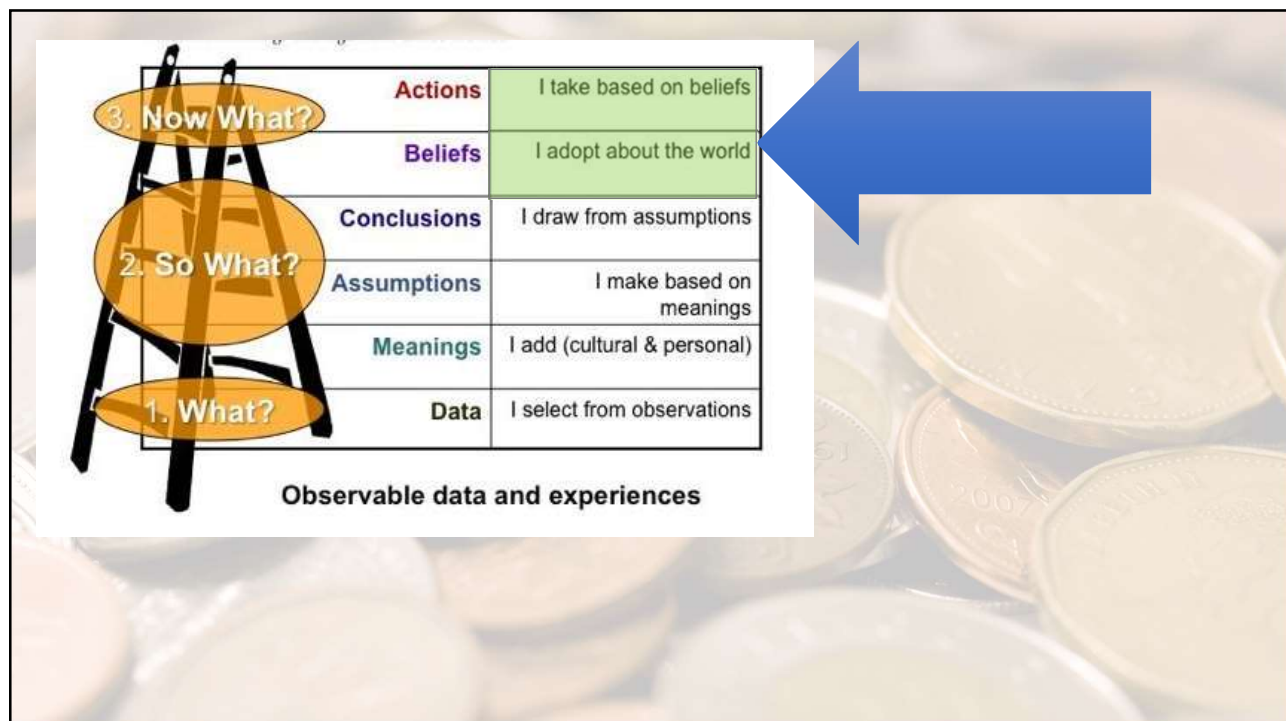 3. Now What?
Actions
I take based on beliefs
Beliefs
I adopt about the world
2. So What?
Conclusions
I draw from assumptions
Assumptions
I make based on
meanings
Meanings
I add (cultural & personal)
1. What?
Data
I select from observations
Observable data and experiences
2007